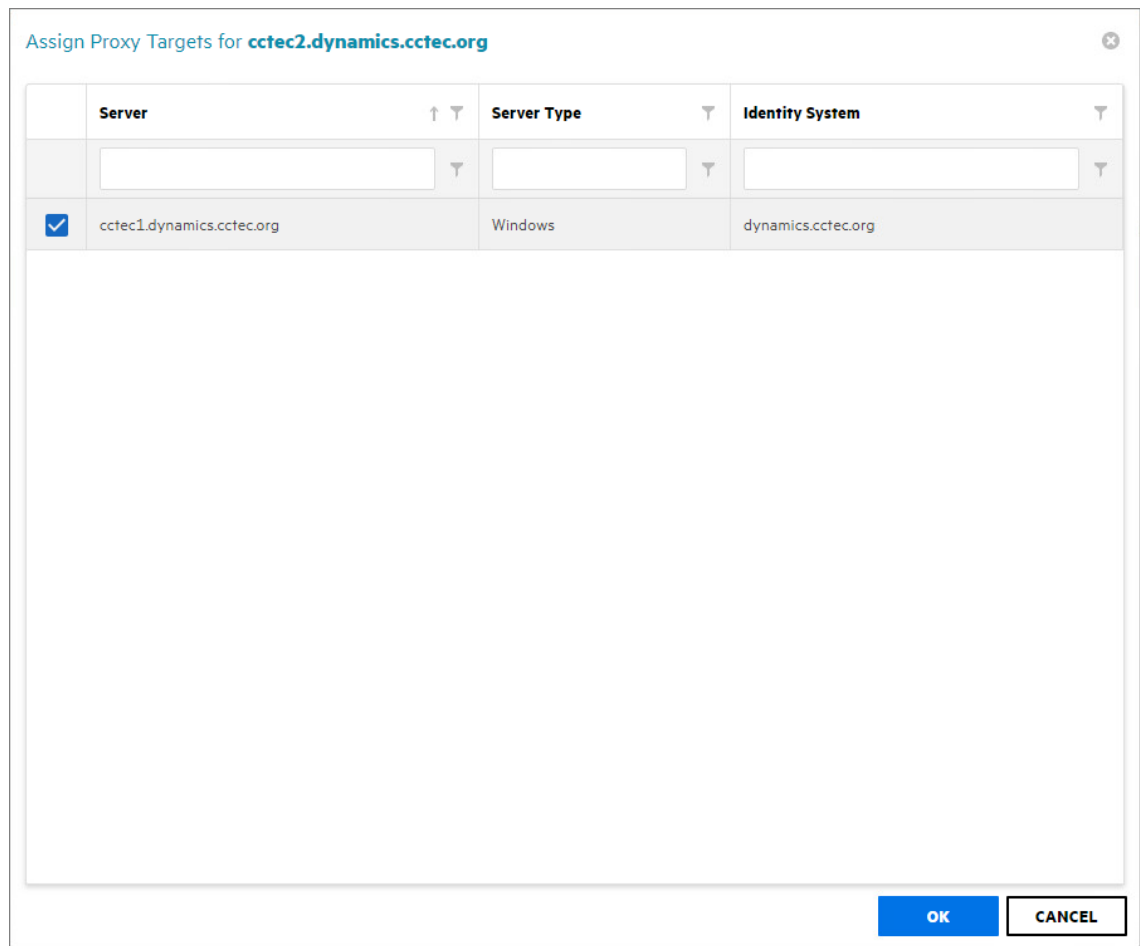 Assign Proxy Targets for cctec2.dynamics.cctec.org
Server Server Type Identity System
cctec1.dynamics.cctec.org Windows dynamics.cctec.org
OK CANCEL